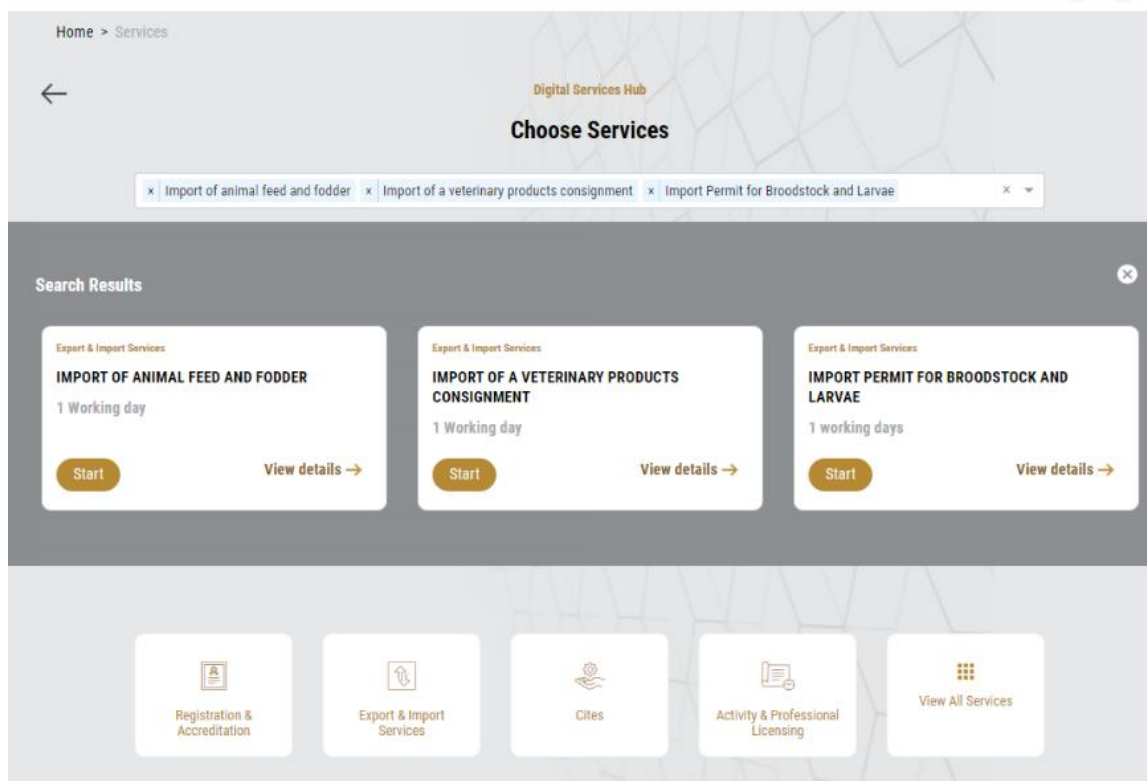 Home > Services
Digital Services Hub
Choose Services
× Import of animal feed and fodder × Import of a veterinary products consignment × Import Permit for Broodstock and Larvae ×
Search Results
Export & Import Services
IMPORT OF ANIMAL FEED AND FODDER
1 Working day
Start View details →
Export & Import Services
IMPORT OF A VETERINARY PRODUCTS
CONSIGNMENT
1 Working day
Start View details →
Export & Import Services
IMPORT PERMIT FOR BROODSTOCK AND
LARVAE
1 working days
Start View details →
Registration &
Accreditation
Export & Import
Services
Cites
Activity & Professional
Licensing
View All Services